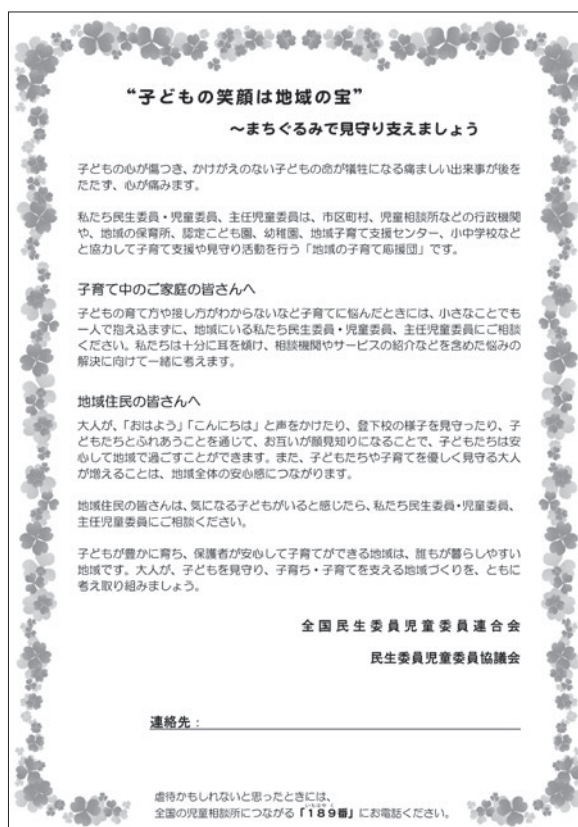 “子どもの笑顔は地域の宝”
～まちぐるみで見守り支えましょう
子どもの心が傷つき、かけがえのない子どもの命が犠牲になる痛ましい出来事が後を
たたず、心が痛みます。
私たち民生委員・児童委員、主任児童委員は、市区町村、児童相談所などの行政機関
や、地域の保育所、認定こども園、幼稚園、地域子育て支援センター、小中学校などと
と協力して子育て支援や見守り活動を行う「地域の子育て応援団」です。
子育て中のご家庭の皆さんへ
子どもの育て方や接し方がわからないなど子育てに悩んだときには、小さなことでも
一人で抱え込まずに、地域にいる私たち民生委員・児童委員、主任児童委員にご相談
ください。私たちは十分に耳を傾け、相談機関やサービスの紹介などを含めた悩みの
解決に向けて一緒に考えます。
地域住民の皆さんへ
大人が、「おはよう」「こんにちは」と声をかけたり、登下校の様子を見守ったり、子
どもたちとふれあうことを通じて、お互いが顔見知りになることで、子どもたちは安
心して地域で過ごすことができます。また、子どもたちや子育てを優しく見守る大人
が増えることは、地域全体の安心感につながります。
地域住民の皆さんは、気になる子どもがいると感じたら、私たち民生委員・児童委員、
主任児童委員にご相談ください。
子どもが豊かに育ち、保護者が安心して子育てができる地域は、誰もが暮らしやすい
地域です。大人が、子どもを見守り、子育ち・子育てを支える地域づくりを、ともに
考え取り組みましょう。
全国民生委員児童委員連合会
民生委員児童委員協議会
連絡先：
虐待かもしれないと思ったときには、
全国の児童相談所につながる「189番」にお電話ください。